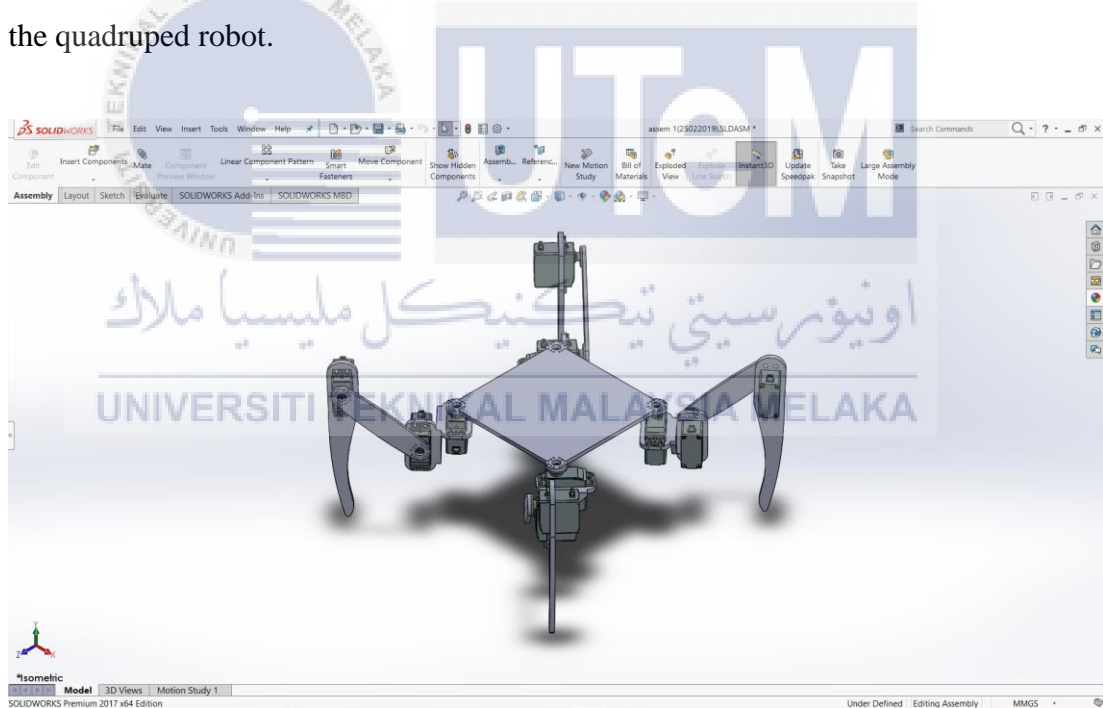 the quadruped robot.
UTeM
TEKNIKAL MALAYSIA MELAKA
UNIVERSITI
SOLIDWORKS File Edit View Insert Tools Window Help assem 1(25022019).SLDASM * Search Commands
Edit Component Insert Components Mate Component Preview Window Linear Component Pattern Smart Fasteners Move Component Show Hidden Components Assemb... Referenc... New Motion Study Bill of Materials Exploded View Explode Line Sketch Instant3D Update Speedpak Take Snapshot Large Assembly Mode
Assembly Layout Sketch Evaluate SOLIDWORKS Add-Ins SOLIDWORKS MBD
اونيۏرسيتي تيكنيكل مليسيا ملاك
UNIVERSITI TEKNIKAL MALAYSIA MELAKA
Y
Z X
*Isometric
Model 3D Views Motion Study 1
SOLIDWORKS Premium 2017 x64 Edition Under Defined Editing Assembly MMGS